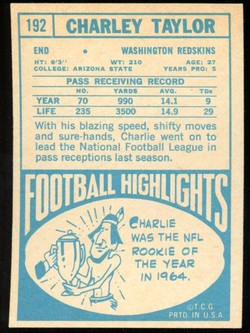 192 CHARLEY TAYLOR
END • WASHINGTON REDSKINS
HT: 6'3" WT: 210 AGE: 27
COLLEGE: ARIZONA STATE YEARS PRO: 5
PASS RECEIVING RECORD
NO. YARDS AVG. TDs
YEAR 70 990 14.1 9
LIFE 235 3500 14.9 29
With his blazing speed, shifty moves
and sure-hands, Charlie went on to
lead the National Football League in
pass receptions last season.
FOOTBALL HIGHLIGHTS
CHARLIE
WAS THE NFL
ROOKIE OF
THE YEAR
IN 1964.
© T.C.G.
PRTD. IN U.S.A.